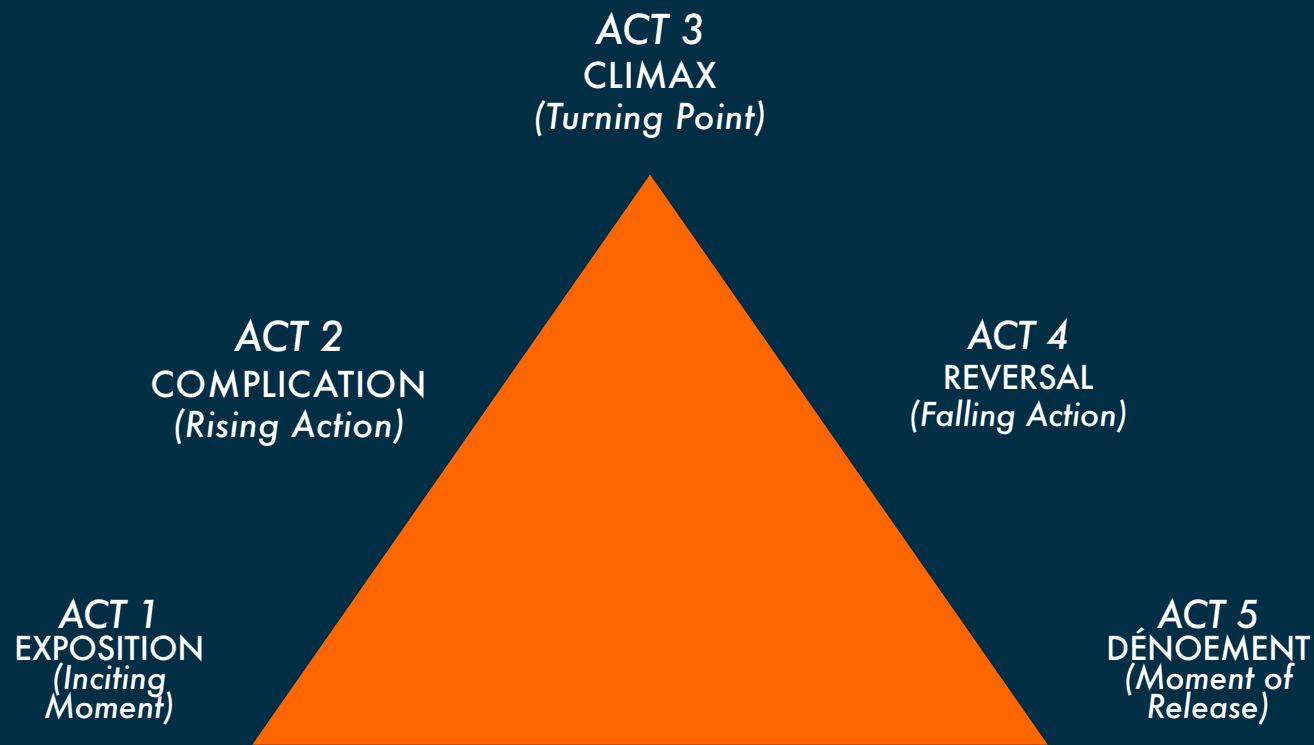 ACT 3
CLIMAX
(Turning Point)
ACT 2
COMPLICATION
(Rising Action)
ACT 4
REVERSAL
(Falling Action)
ACT 1
EXPOSITION
(Inciting
Moment)
ACT 5
DÉNOEMENT
(Moment of
Release)